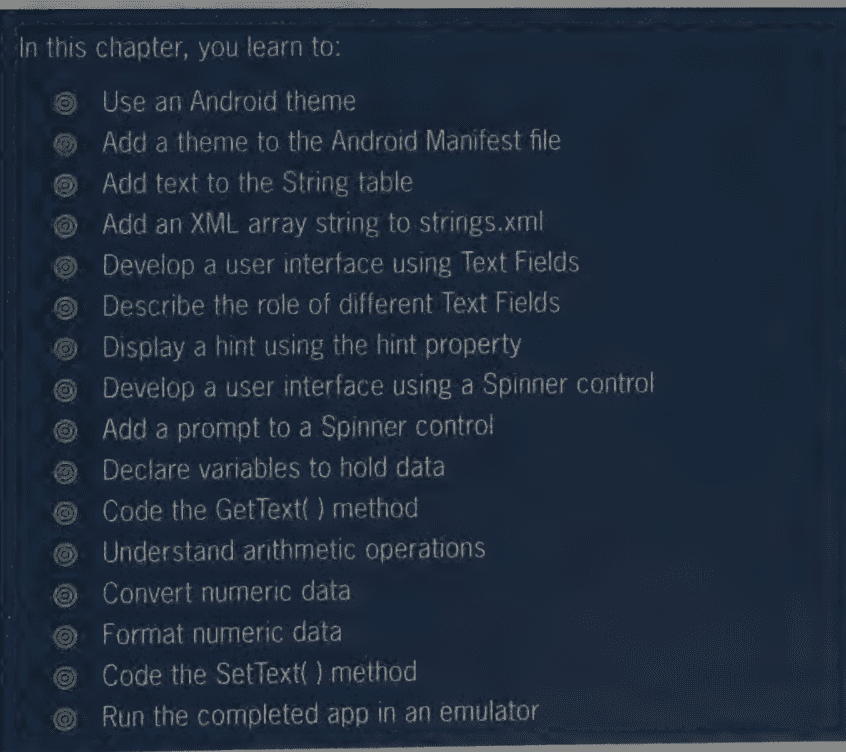 In this chapter, you learn to:
Use an Android theme
Add a theme to the Android Manifest file
Add text to the String table
Add an XML array string to strings.xml
Develop a user interface using Text Fields
Describe the role of different Text Fields
Display a hint using the hint property
Develop a user interface using a Spinner control
Add a prompt to a Spinner control
Declare variables to hold data
Code the GetText( ) method
Understand arithmetic operations
Convert numeric data
Format numeric data
Code the SetText( ) method
Run the completed app in an emulator